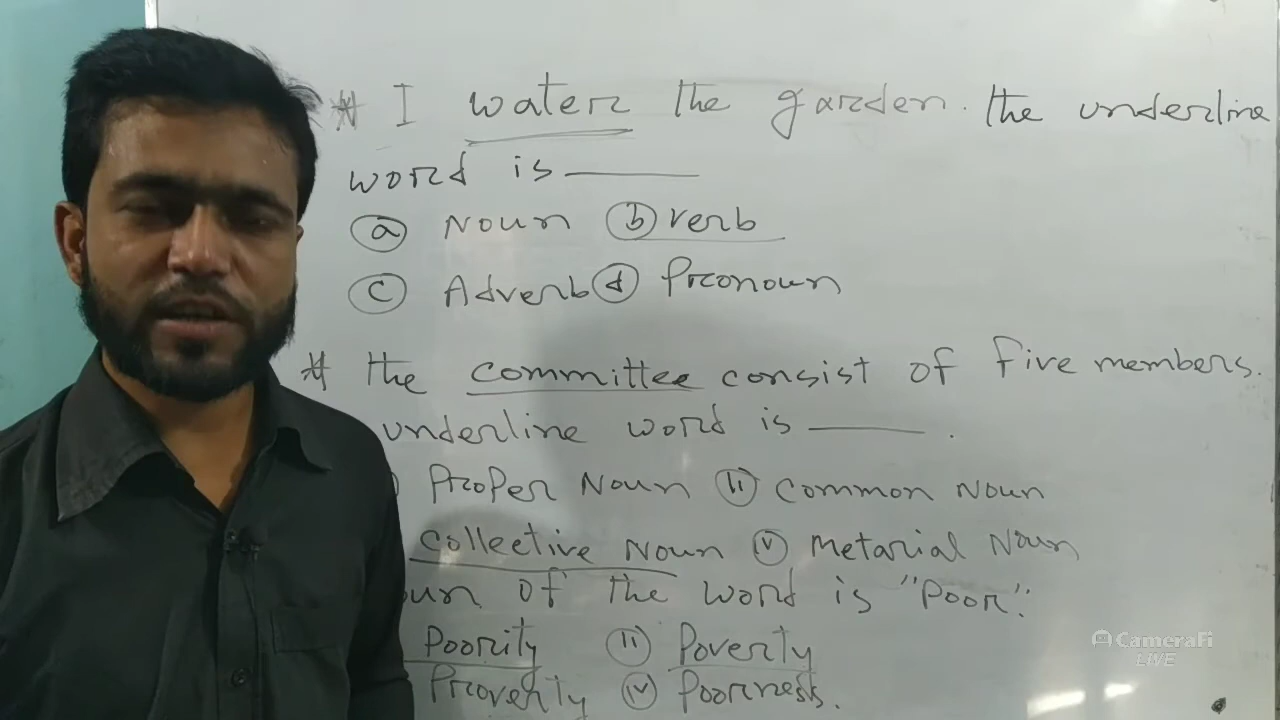 * I water the garden. the underline
word is ______
ⓐ Noun ⓑ verb
ⓒ Adverb ⓓ Pronoun
* the committee consist of five members.
underline word is ______.
Proper Noun (ii) common Noun
collective Noun (v) Metarial Noun
oun of the word is "Poor".
Poority (ii) Poverty
Proverty (iv) Poorness.
CameraFi
LIVE